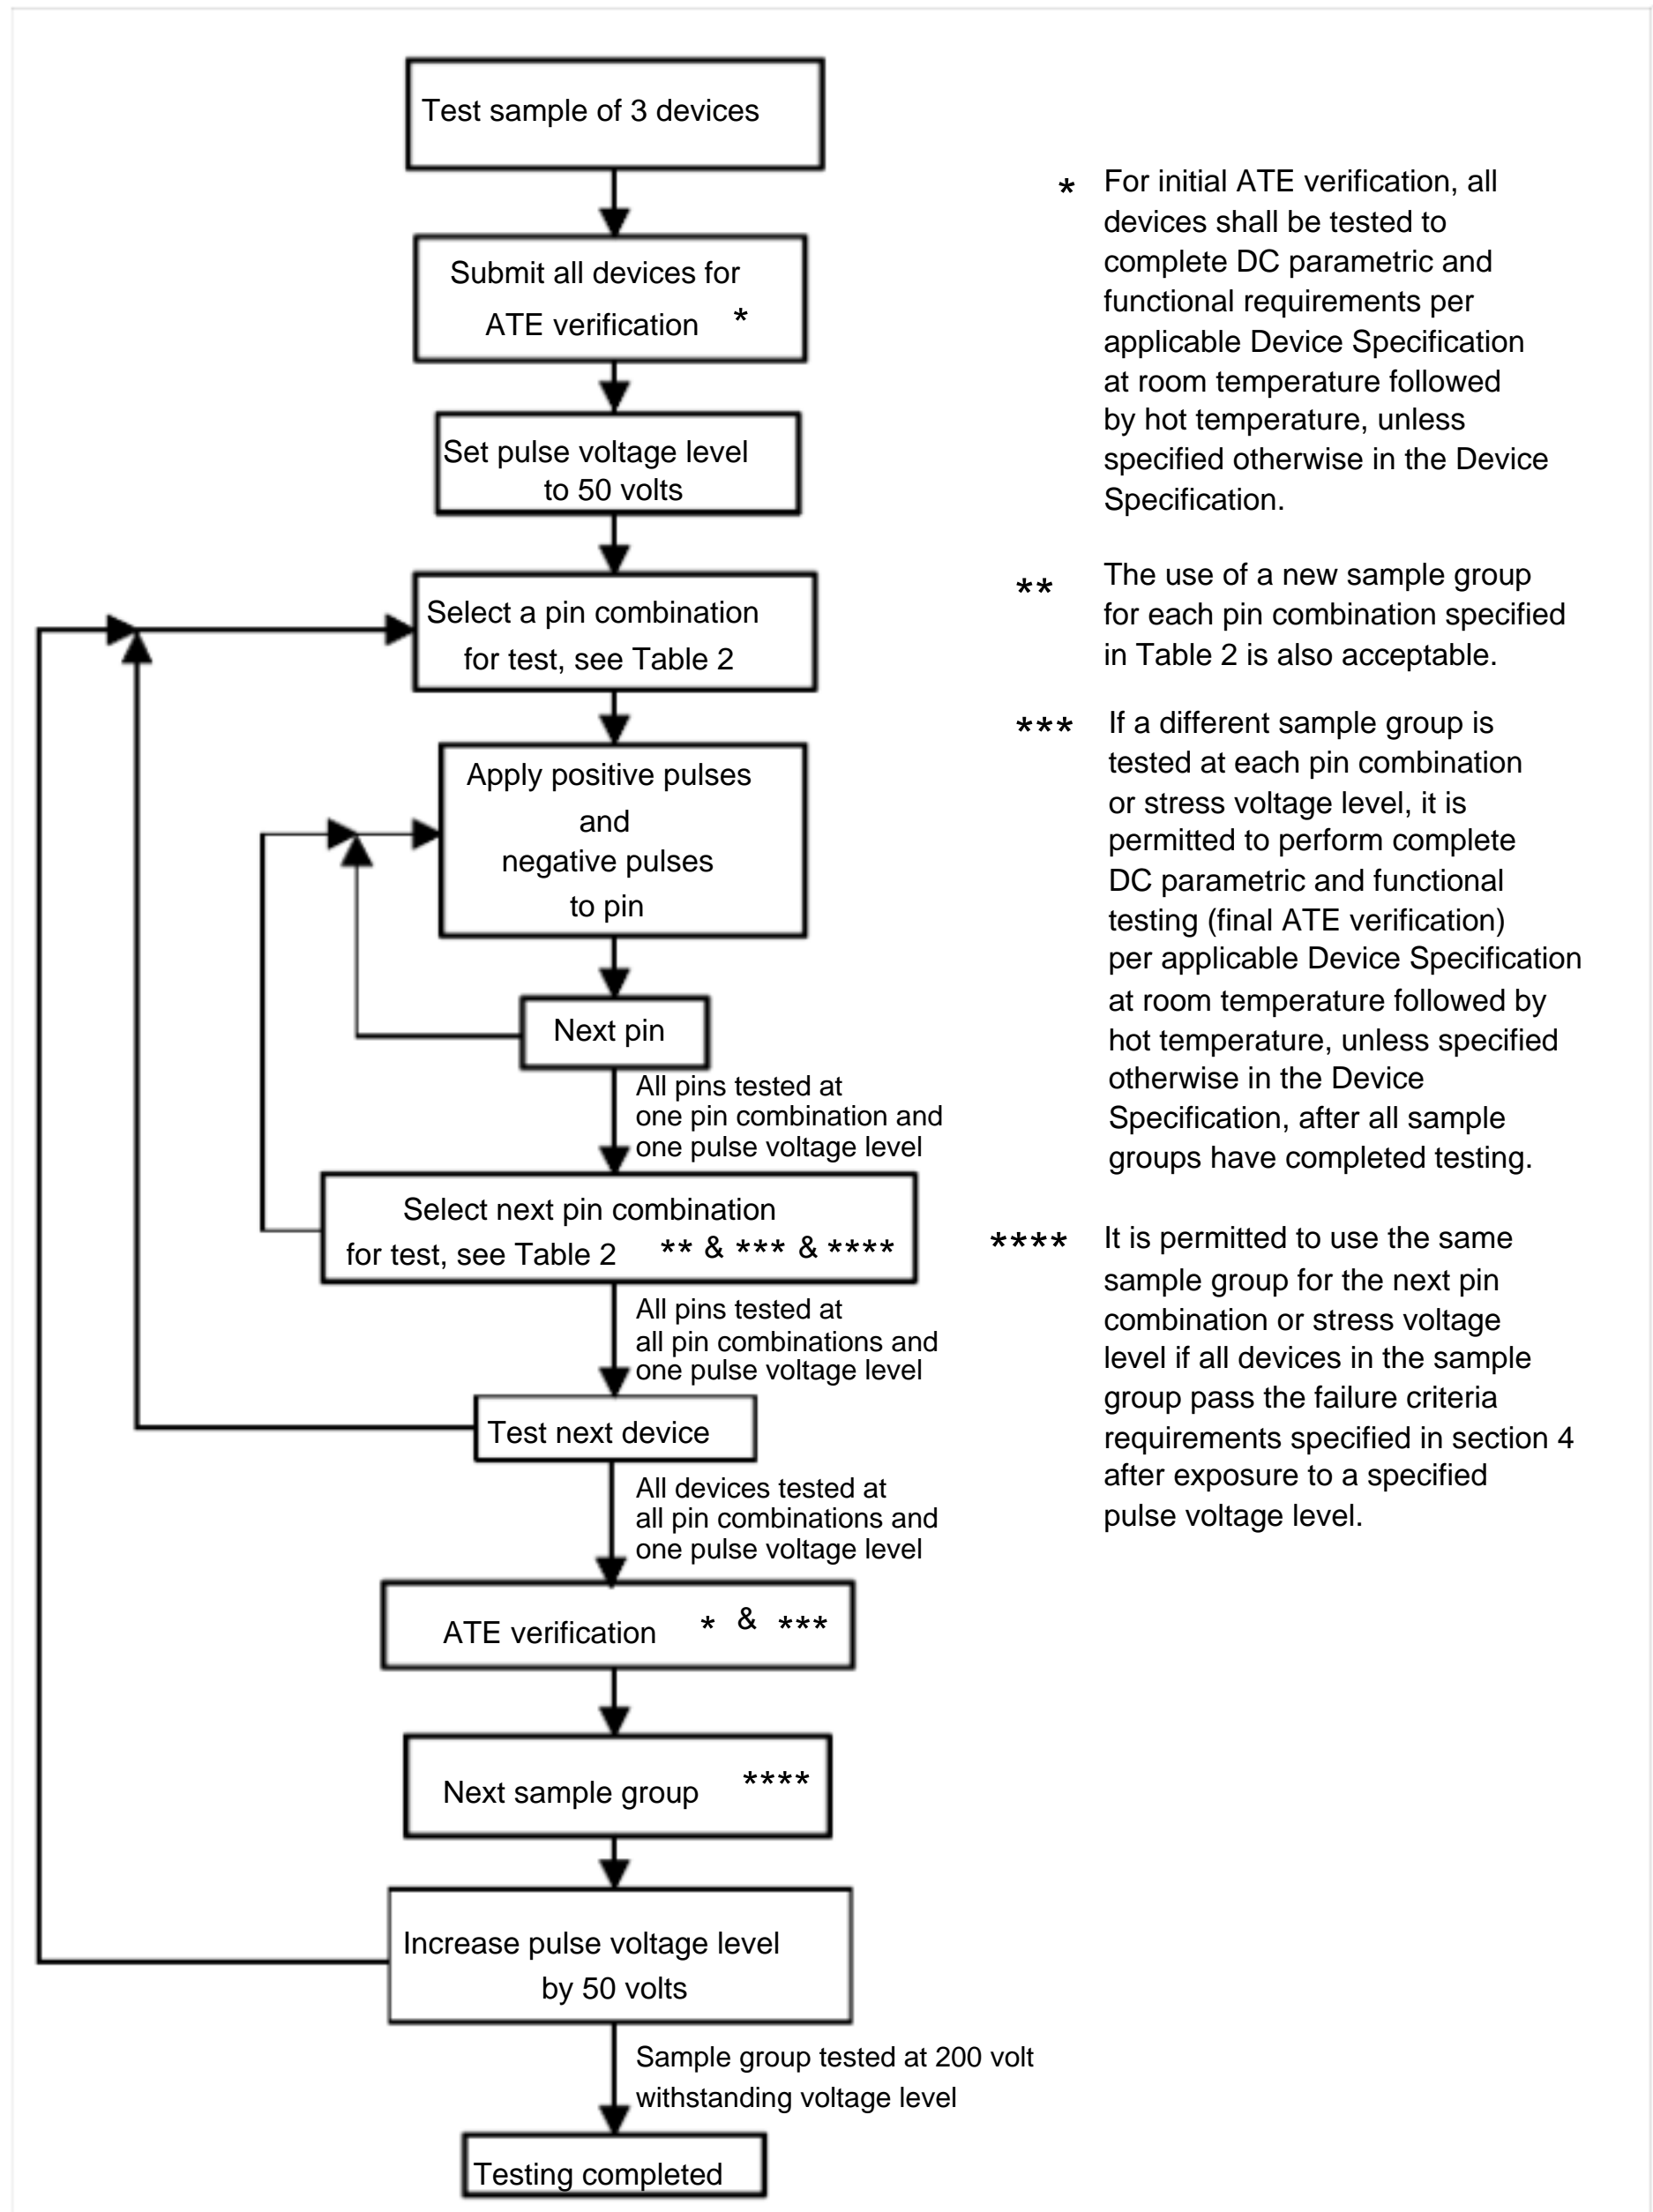 Test sample of 3 devices
Submit all devices for
ATE verification *
Set pulse voltage level
to 50 volts
Select a pin combination
for test, see Table 2
Apply positive pulses
and
negative pulses
to pin
Next pin
All pins tested at
one pin combination and
one pulse voltage level
Select next pin combination
for test, see Table 2 ** & *** & ****
All pins tested at
all pin combinations and
one pulse voltage level
Test next device
All devices tested at
all pin combinations and
one pulse voltage level
ATE verification * & ***
Next sample group ****
Increase pulse voltage level
by 50 volts
Sample group tested at 200 volt
withstanding voltage level
Testing completed
* For initial ATE verification, all
devices shall be tested to
complete DC parametric and
functional requirements per
applicable Device Specification
at room temperature followed
by hot temperature, unless
specified otherwise in the Device
Specification.
** The use of a new sample group
for each pin combination specified
in Table 2 is also acceptable.
*** If a different sample group is
tested at each pin combination
or stress voltage level, it is
permitted to perform complete
DC parametric and functional
testing (final ATE verification)
per applicable Device Specification
at room temperature followed by
hot temperature, unless specified
otherwise in the Device
Specification, after all sample
groups have completed testing.
**** It is permitted to use the same
sample group for the next pin
combination or stress voltage
level if all devices in the sample
group pass the failure criteria
requirements specified in section 4
after exposure to a specified
pulse voltage level.